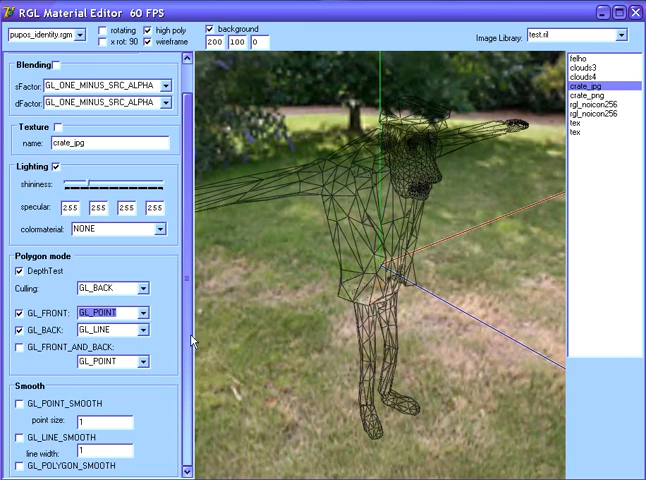 RGL Material Editor 60 FPS
pupos_identity.rgm
rotating
high poly
x rot: 90
wireframe
background
200 100 0
Image Library:
test.ril
Blending
sFactor: GL_ONE_MINUS_SRC_ALPHA
dFactor: GL_ONE_MINUS_SRC_ALPHA
Texture
name: crate_jpg
Lighting
shininess:
specular: 255 255 255 255
colormaterial: NONE
Polygon mode
DepthTest
Culling: GL_BACK
GL_FRONT: GL_POINT
GL_BACK: GL_LINE
GL_FRONT_AND_BACK:
GL_POINT
Smooth
GL_POINT_SMOOTH
point size: 1
GL_LINE_SMOOTH
line width: 1
GL_POLYGON_SMOOTH
felho
clouds3
clouds4
crate_jpg
crate_png
rgl_noicon256
rgl_noicon256
tex
tex